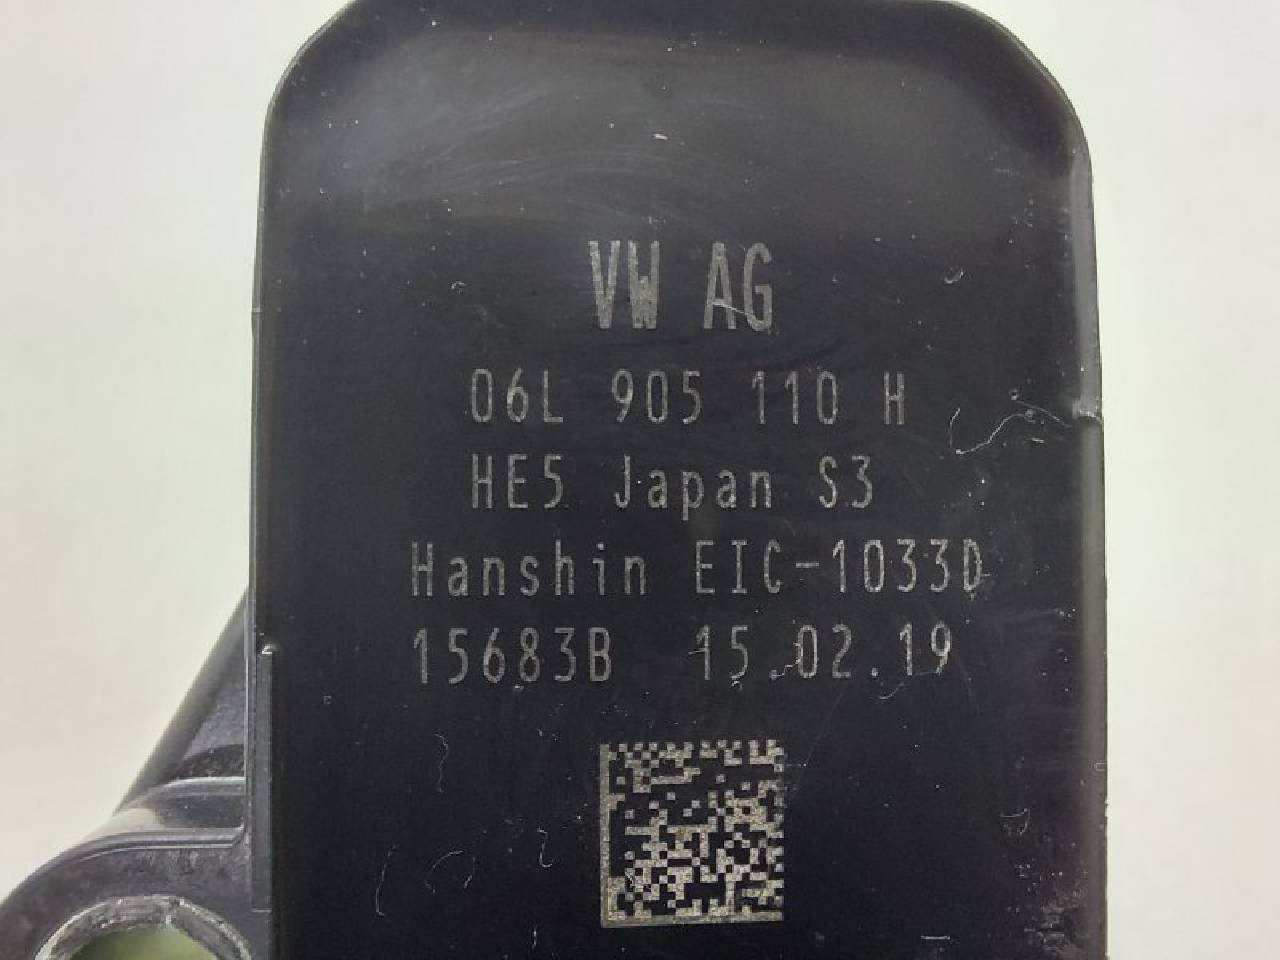 VW AG
06L 905 110 H
HE5 Japan S3
Hanshin EIC-1033D
15683B 15.02.19